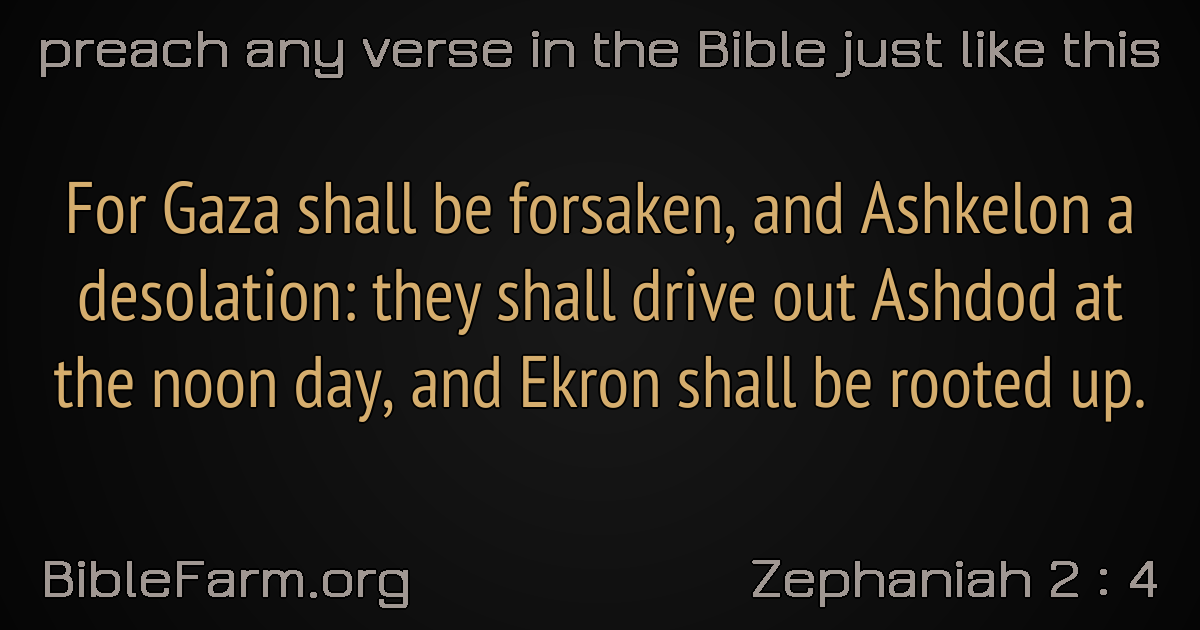 preach any verse in the Bible just like this
For Gaza shall be forsaken, and Ashkelon a
desolation: they shall drive out Ashdod at
the noon day, and Ekron shall be rooted up.
BibleFarm.org
Zephaniah 2 : 4